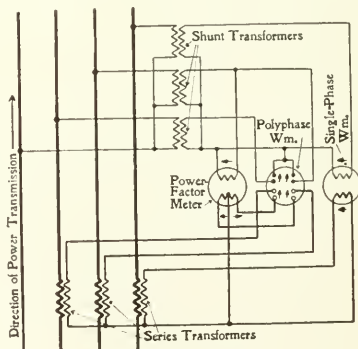 Shunt Transformers
Direction of Power Transmission
Polyphase
Wm.
Single-Phase
Wm.
Power-
Factor
Meter
Series Transformers